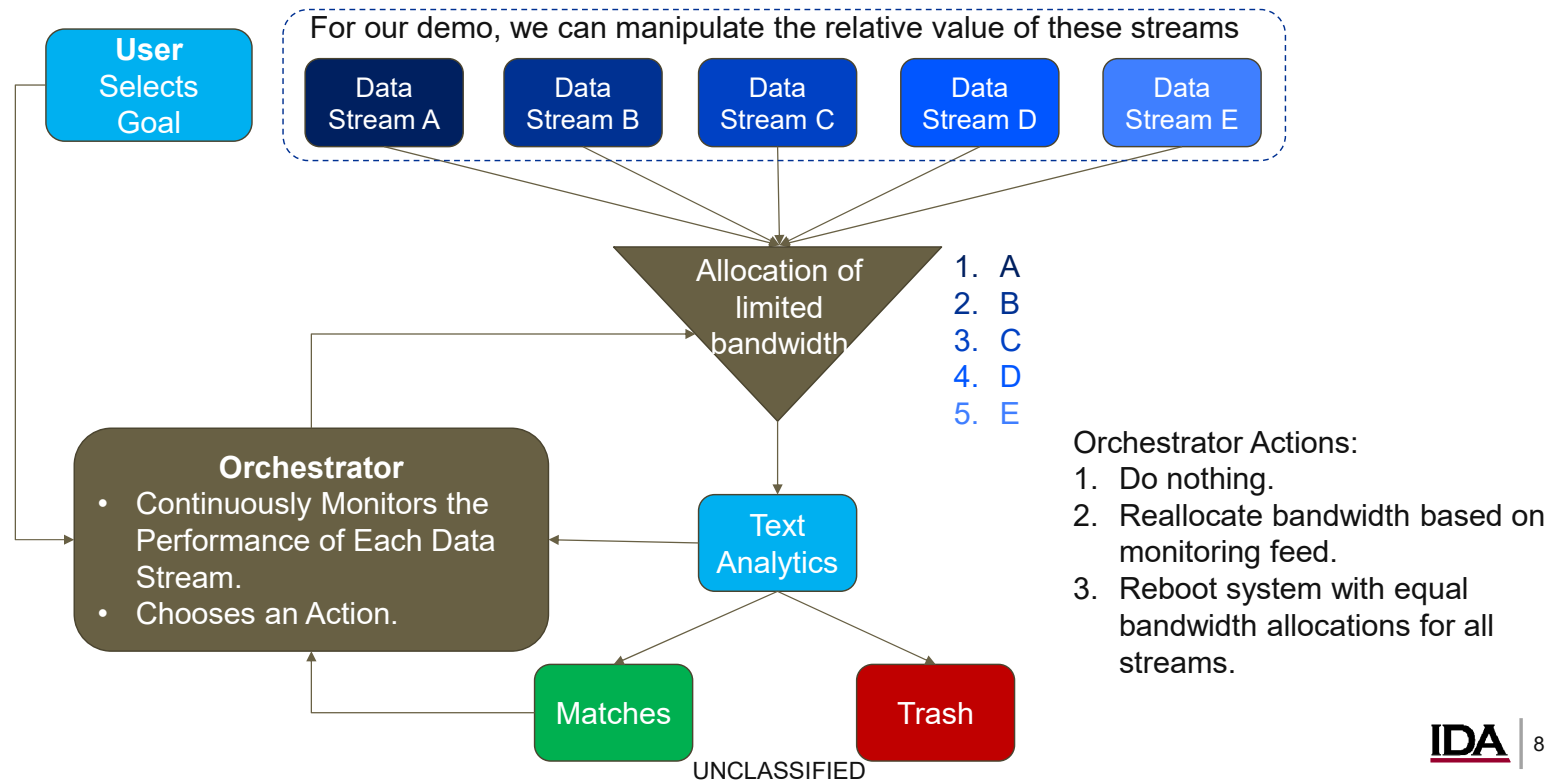 For our demo, we can manipulate the relative value of these streams
User
Selects
Goal
Data
Stream A
Data
Stream B
Data
Stream C
Data
Stream D
Data
Stream E
Allocation of
limited
bandwidth
1. A
2. B
3. C
4. D
5. E
Orchestrator
• Continuously Monitors the
Performance of Each Data
Stream.
• Chooses an Action.
Text
Analytics
Matches
Trash
Orchestrator Actions:
1. Do nothing.
2. Reallocate bandwidth based on
monitoring feed.
3. Reboot system with equal
bandwidth allocations for all
streams.
UNCLASSIFIED
IDA
8